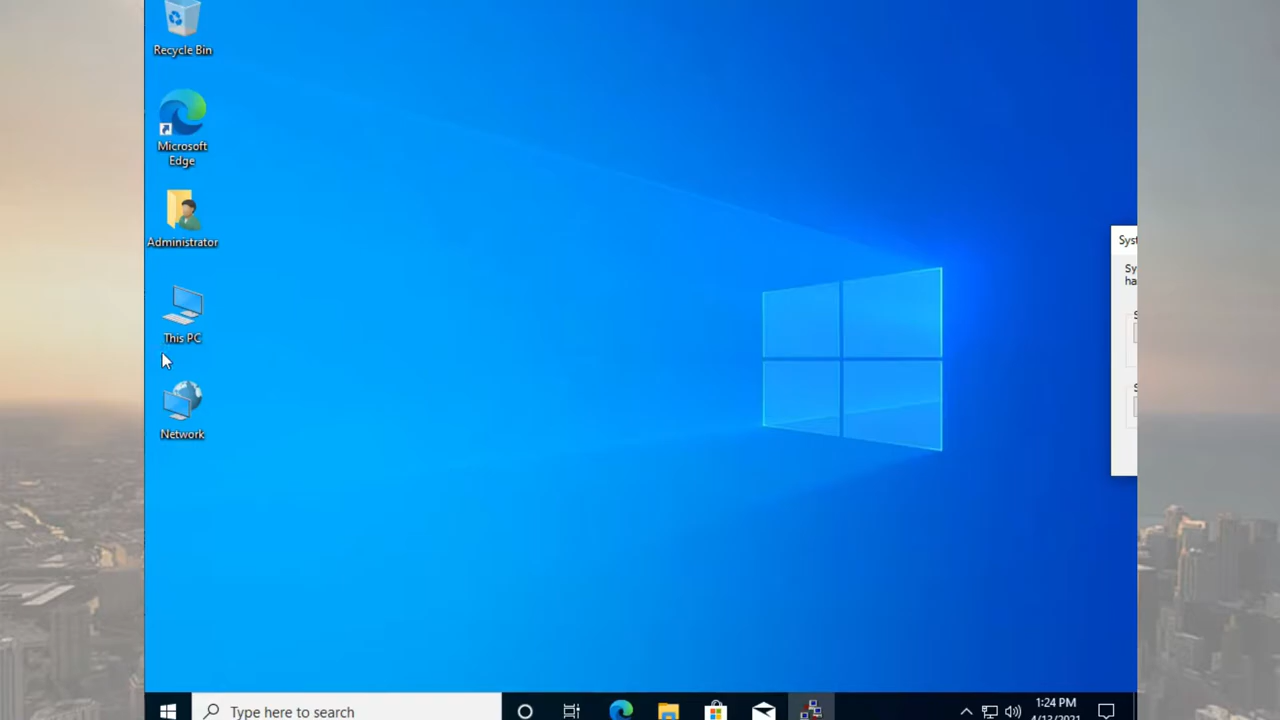 Recycle Bin
Microsoft
Edge
Administrator
This PC
Network
Syst
Sy
ha
Type here to search
1:24 PM
4/13/2021